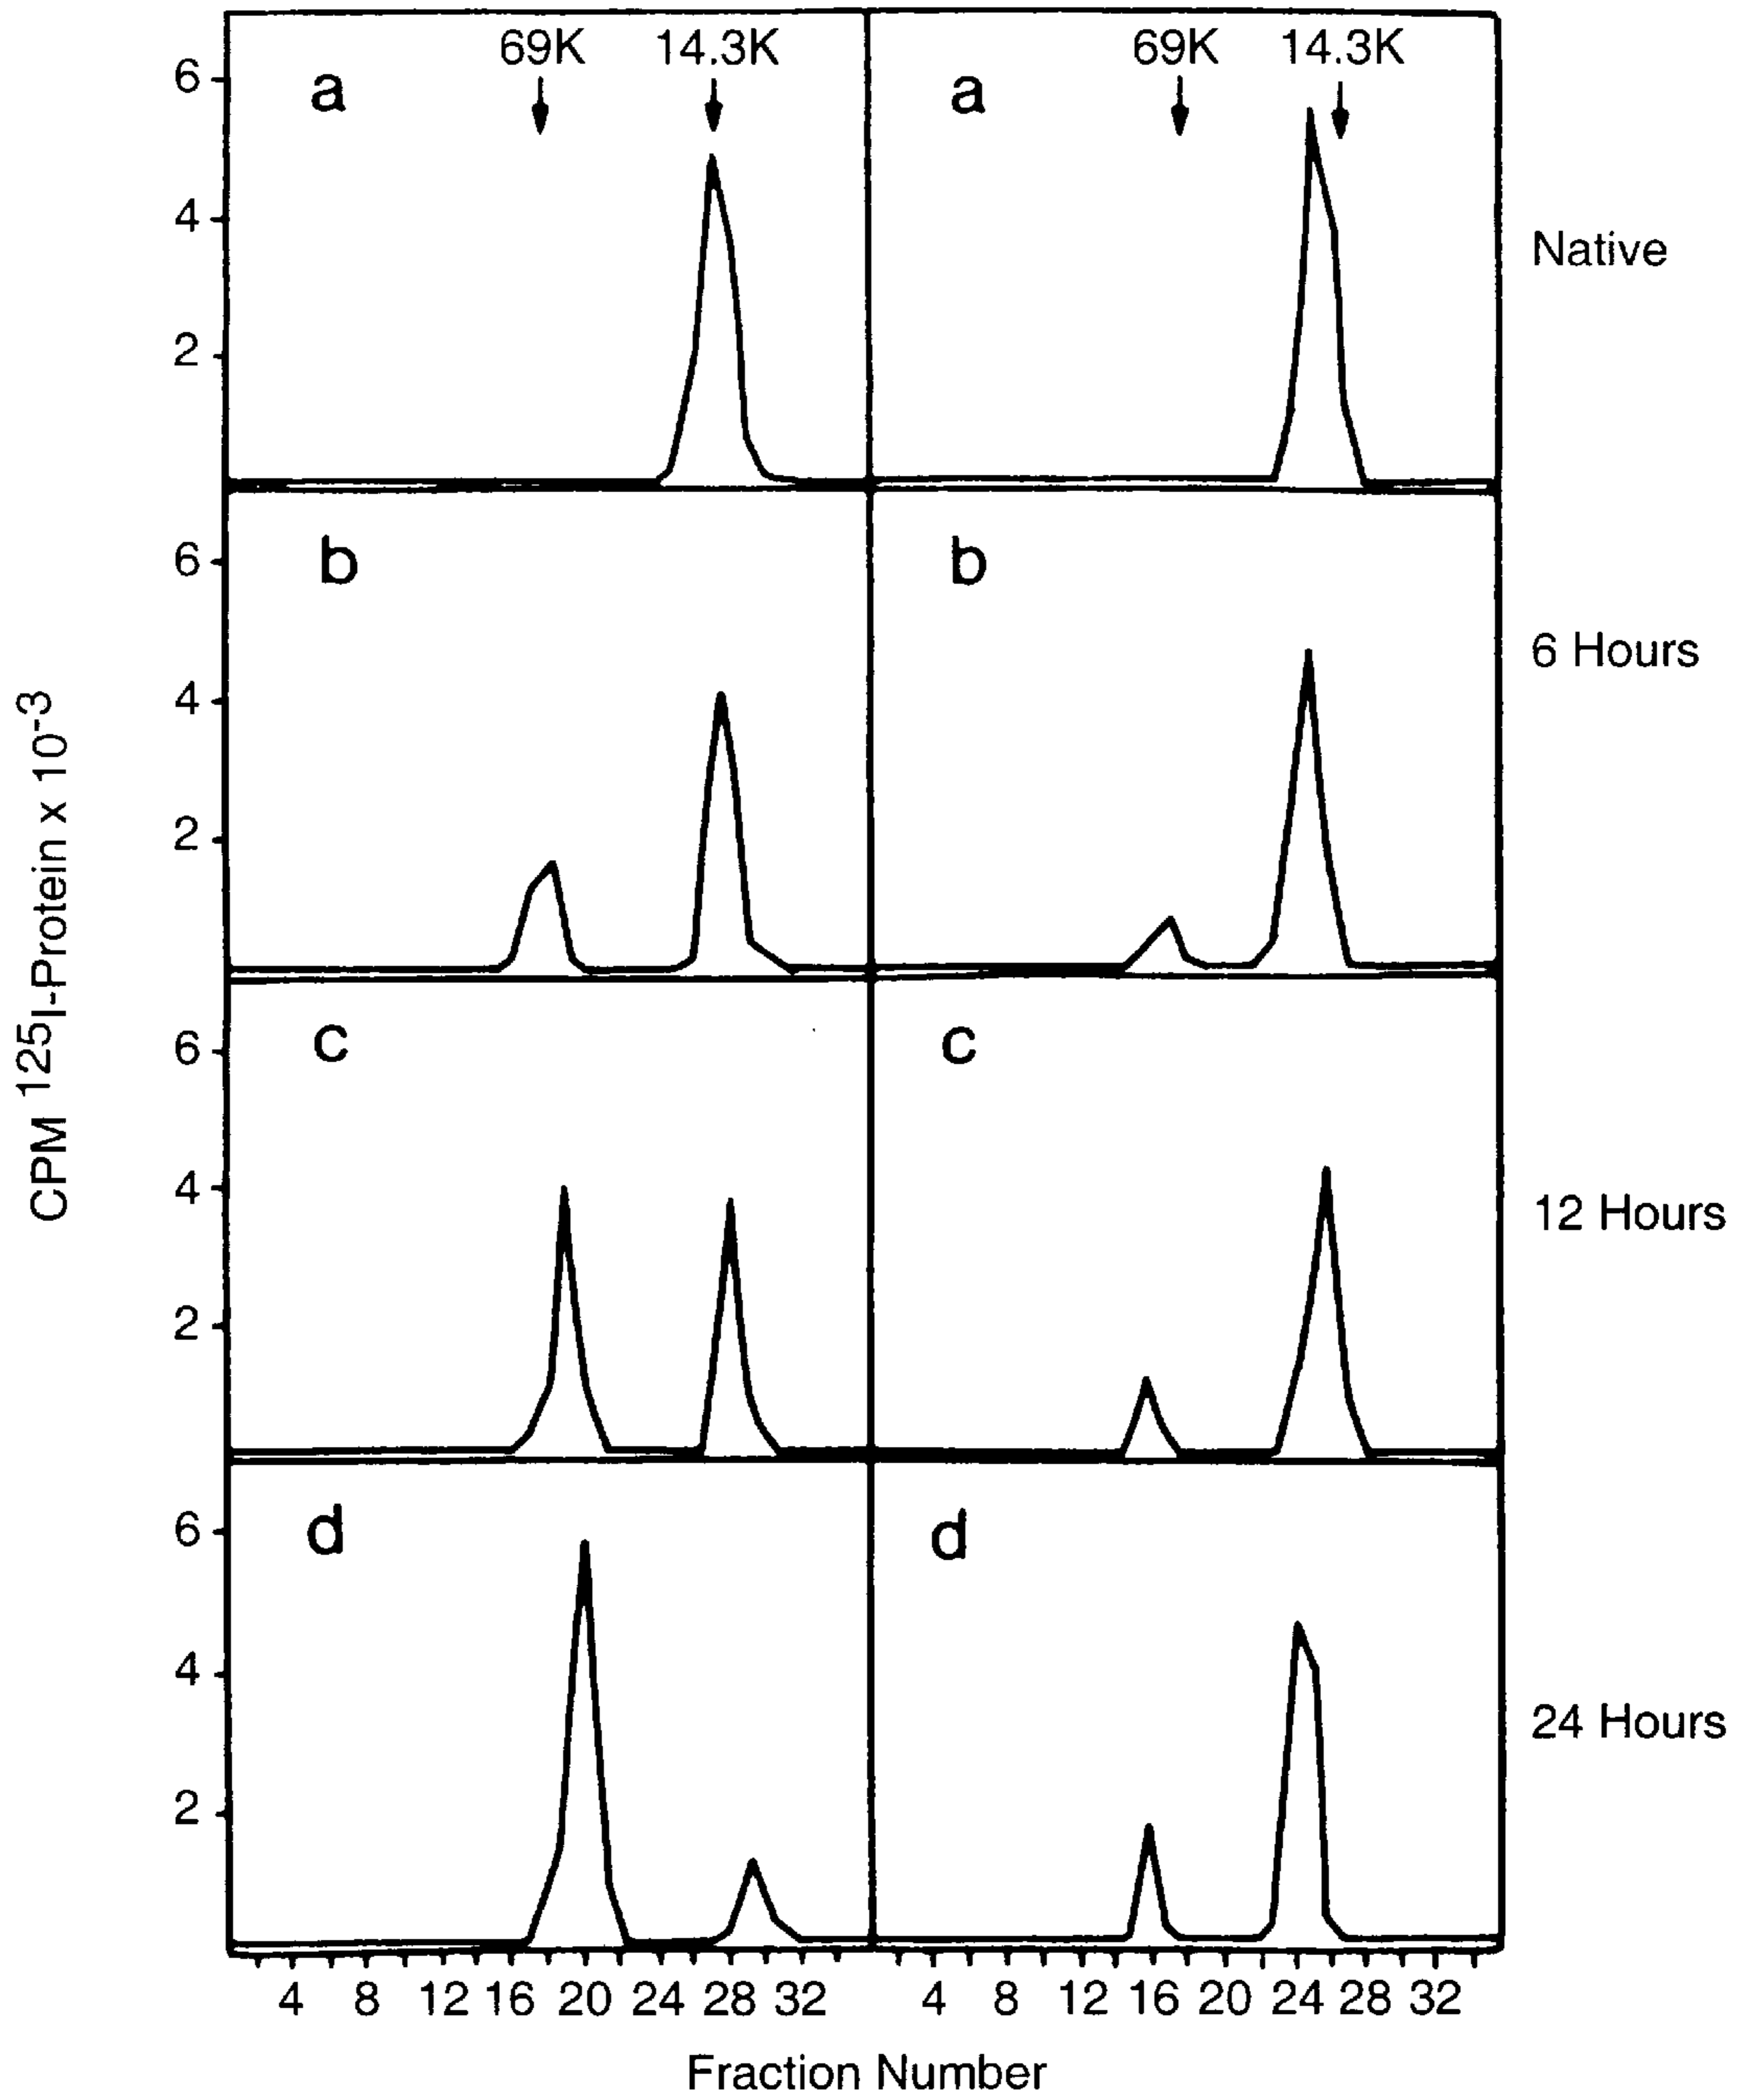 69K 14.3K 69K 14.3K
6 a a
4 Native
2
6 b b
4 6 Hours
2
CPM 125I-Protein x 10-3
6 c c
4 12 Hours
2
6 d d
4 24 Hours
2
4 8 12 16 20 24 28 32 4 8 12 16 20 24 28 32
Fraction Number